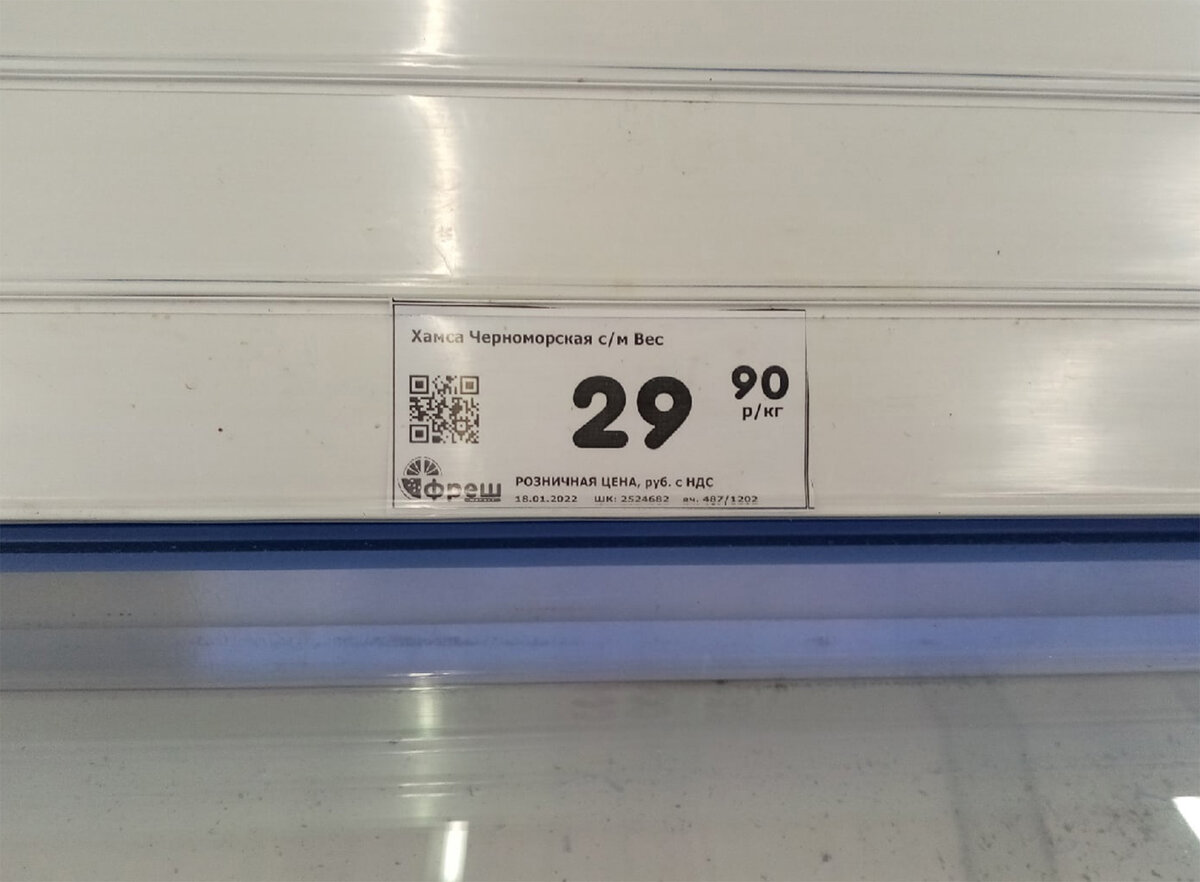 Хамса Черноморская с/м Вес
29 90
р/кг
фреш
РОЗНИЧНАЯ ЦЕНА, руб. с НДС
18.01.2022 ШК: 2524682 яч. 487/1202